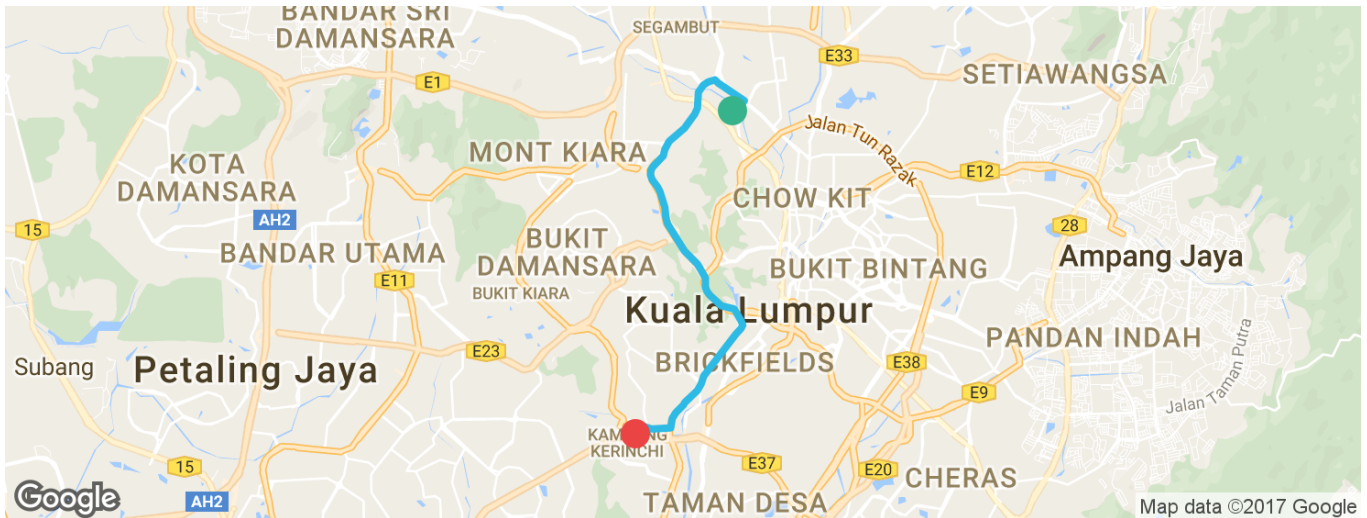 BANDAR SRI
DAMANSARA
SEGAMBUT
E33
SETIAWANGSA
E1
Jalan Tun Razak
MONT KIARA
KOTA
DAMANSARA
E12
CHOW KIT
AH2
15
28
BANDAR UTAMA
BUKIT
DAMANSARA
Ampang Jaya
BUKIT BINTANG
E11
BUKIT KIARA
Kuala Lumpur
PANDAN INDAH
E23
BRICKFIELDS
E38
Subang
Petaling Jaya
E9
Jalan Taman Putra
KAMPUNG
KERINCHI
15
E37
E20
CHERAS
AH2
TAMAN DESA
Google
Map data ©2017 Google